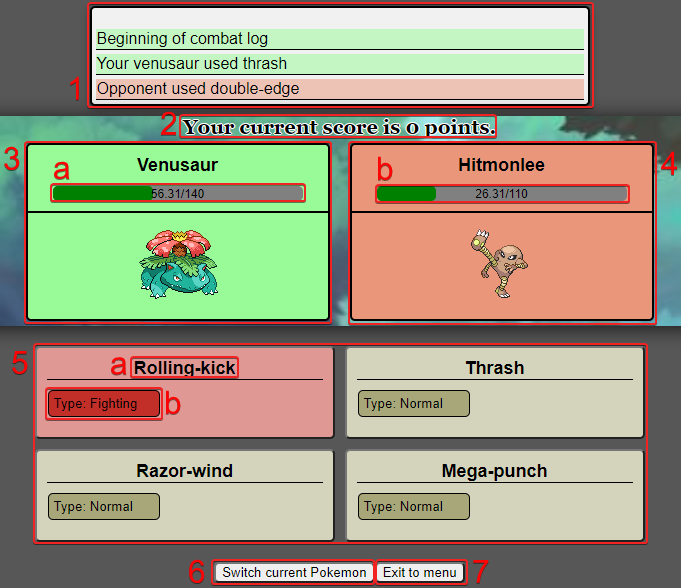 Beginning of combat log
Your venusaur used thrash
1 Opponent used double-edge
2 Your current score is 0 points.
3 Venusaur
Hitmonlee 4
a
56.31/140
b
26.31/110
5
a Rolling-kick
Type: Fighting b
Thrash
Type: Normal
Razor-wind
Type: Normal
Mega-punch
Type: Normal
6 Switch current Pokemon Exit to menu 7